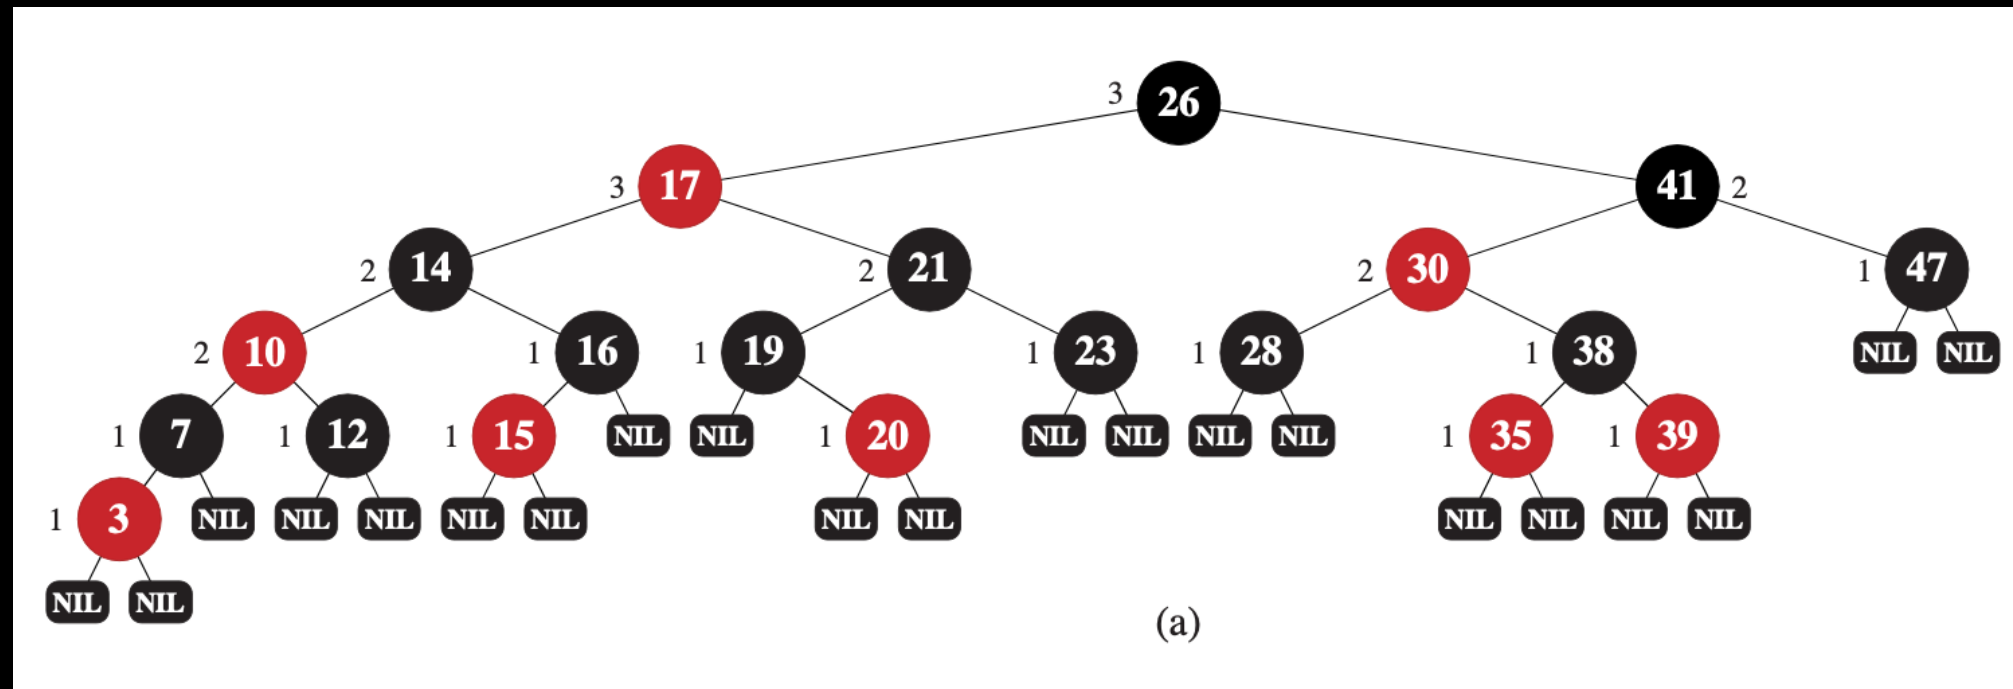 3 26
3 17 41 2
2 14 2 21 2 30 1 47
2 10 1 16 1 19 1 23 1 28 1 38 NIL NIL
1 7 1 12 1 15 NIL NIL 1 20 NIL NIL NIL NIL 1 35 1 39
1 3 NIL NIL NIL NIL NIL NIL NIL NIL NIL NIL NIL
NIL NIL
(a)